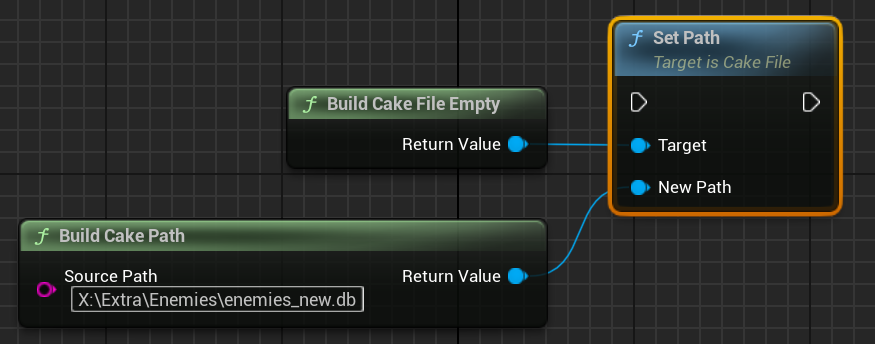 f Set Path
Target is Cake File
f Build Cake File Empty
Return Value
Target
New Path
f Build Cake Path
Source Path
X:\Extra\Enemies\enemies_new.db
Return Value